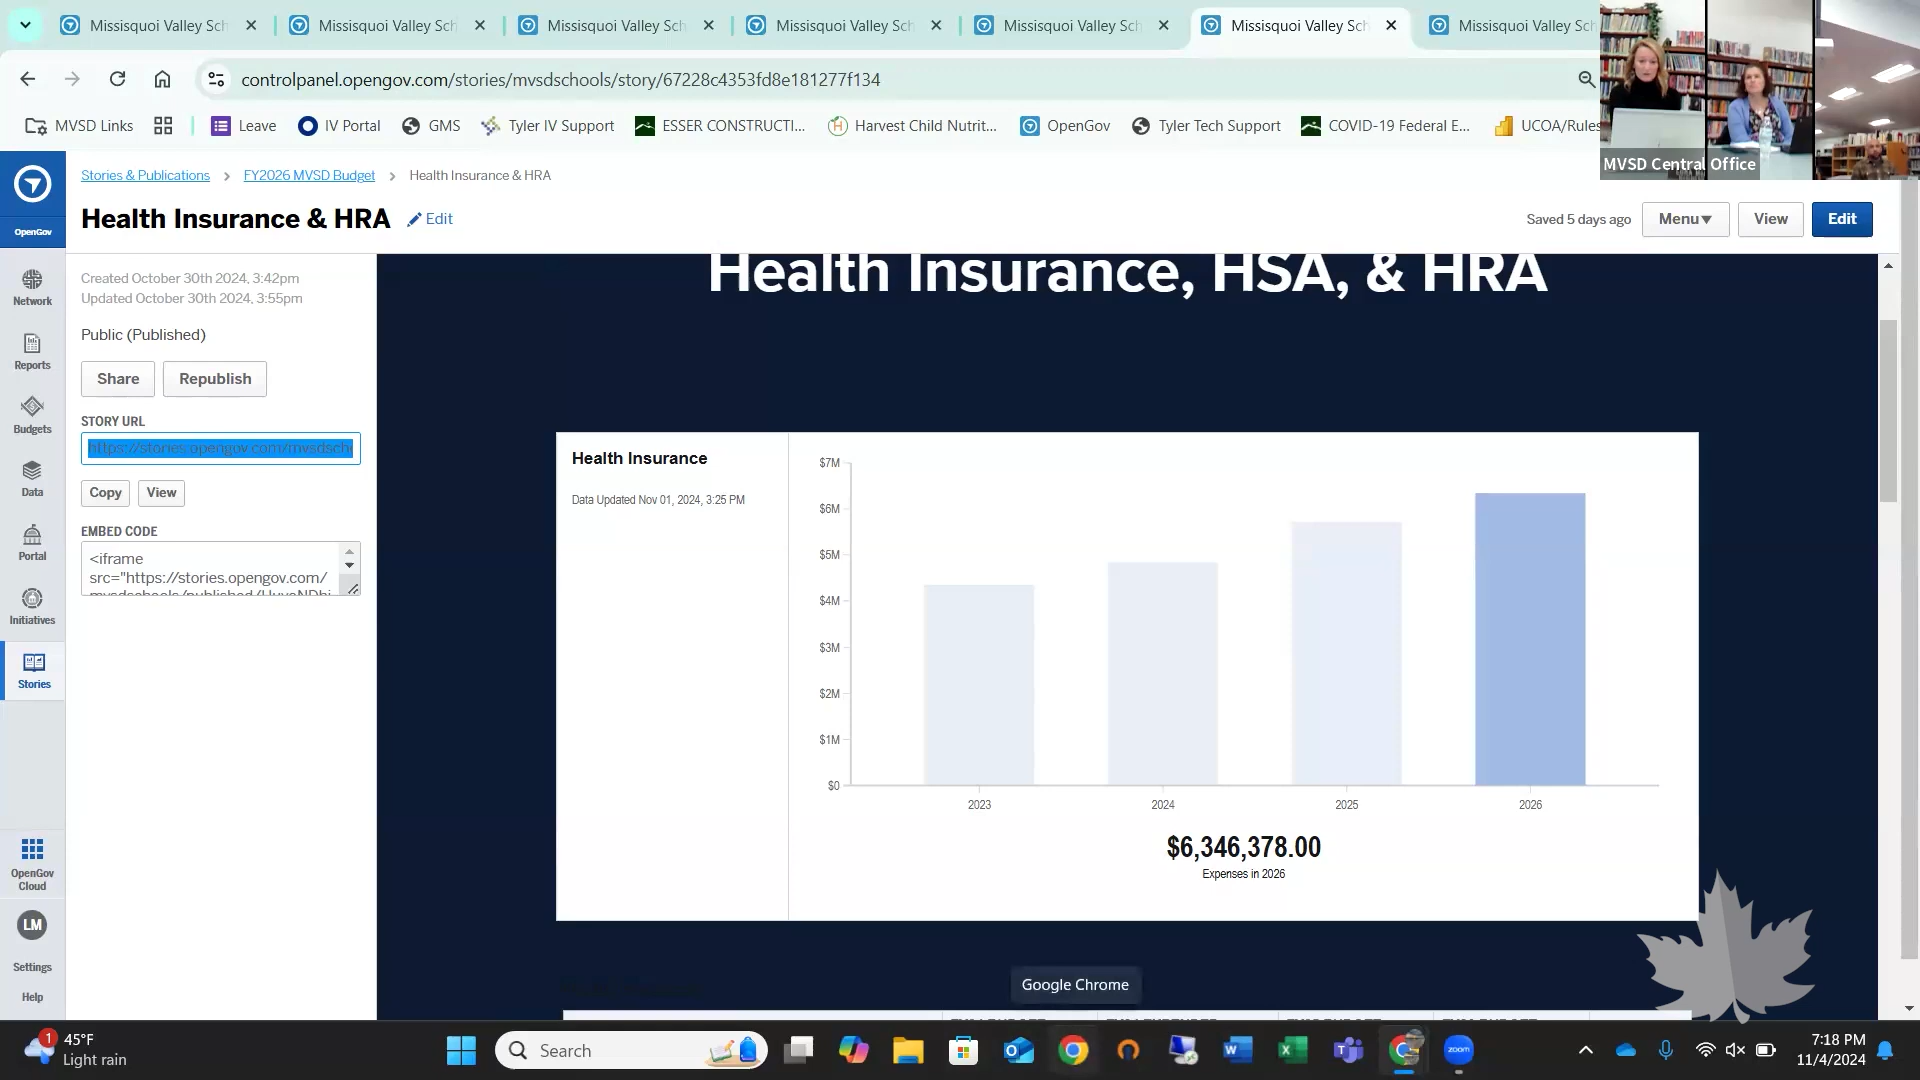 Missisquoi Valley Sch
Missisquoi Valley Sch
Missisquoi Valley Sch
Missisquoi Valley Sch
Missisquoi Valley Sch
Missisquoi Valley Sch
Missisquoi Valley Sch
controlpanel.opengov.com/stories/mvsdschools/story/67228c4353fd8e181277f134
MVSD Links
Leave
IV Portal
GMS
Tyler IV Support
ESSER CONSTRUCTI...
Harvest Child Nutrit...
OpenGov
Tyler Tech Support
COVID-19 Federal E...
UCOA/Rules
MVSD Central Office
OpenGov
Network
Reports
Budgets
Data
Portal
Initiatives
Stories
OpenGov
Cloud
LM
Settings
Help
Stories & Publications > FY2026 MVSD Budget > Health Insurance & HRA
Health Insurance & HRA
Edit
Saved 5 days ago
Menu▼
View
Edit
Created October 30th 2024, 3:42pm
Updated October 30th 2024, 3:55pm
Public (Published)
Share
Republish
STORY URL
https://stories.opengov.com/mvsdsch
Copy
View
EMBED CODE
<iframe
src="https://stories.opengov.com/
Health Insurance, HSA, & HRA
Health Insurance
Data Updated Nov 01, 2024, 3:25 PM
$7M
$6M
$5M
$4M
$3M
$2M
$1M
$0
2023
2024
2025
2026
$6,346,378.00
Expenses in 2026
Google Chrome
1
45°F
Light rain
Search
zoom
7:18 PM
11/4/2024